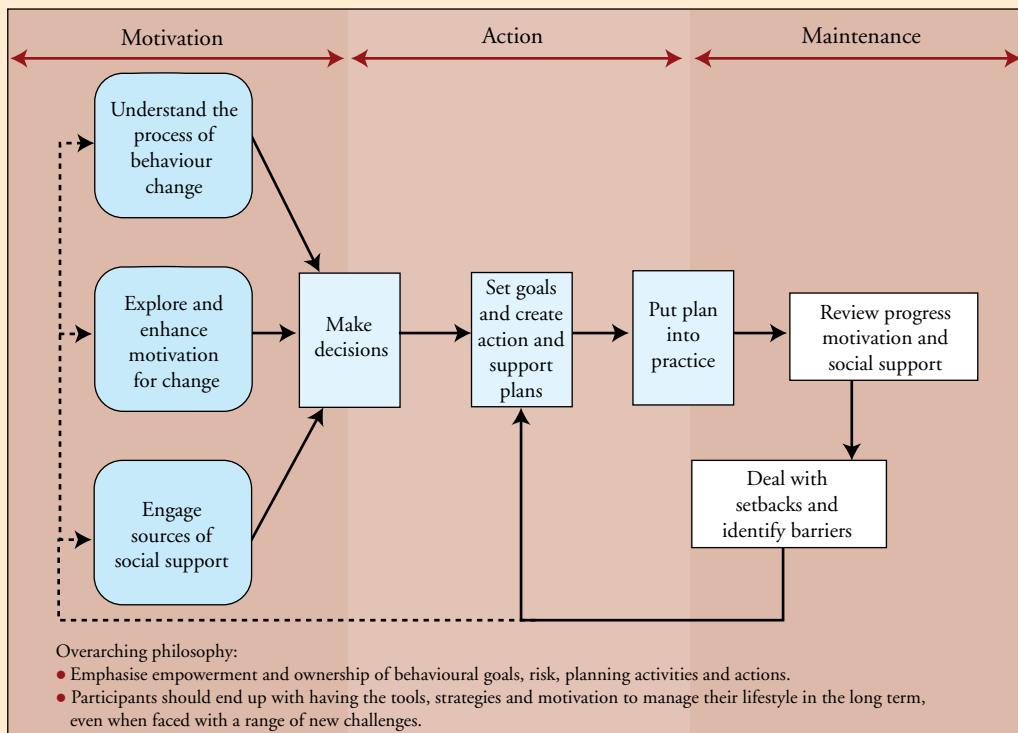 Motivation
Action
Maintenance
Understand the
process of
behaviour
change
Explore and
enhance
motivation
for change
Engage
sources of
social support
Make
decisions
Set goals
and create
action and
support
plans
Put plan
into
practice
Review progress
motivation and
social support
Deal with
setbacks and
identify barriers
Overarching philosophy:
● Emphasise empowerment and ownership of behavioural goals, risk, planning activities and actions.
● Participants should end up with having the tools, strategies and motivation to manage their lifestyle in the long term,
even when faced with a range of new challenges.